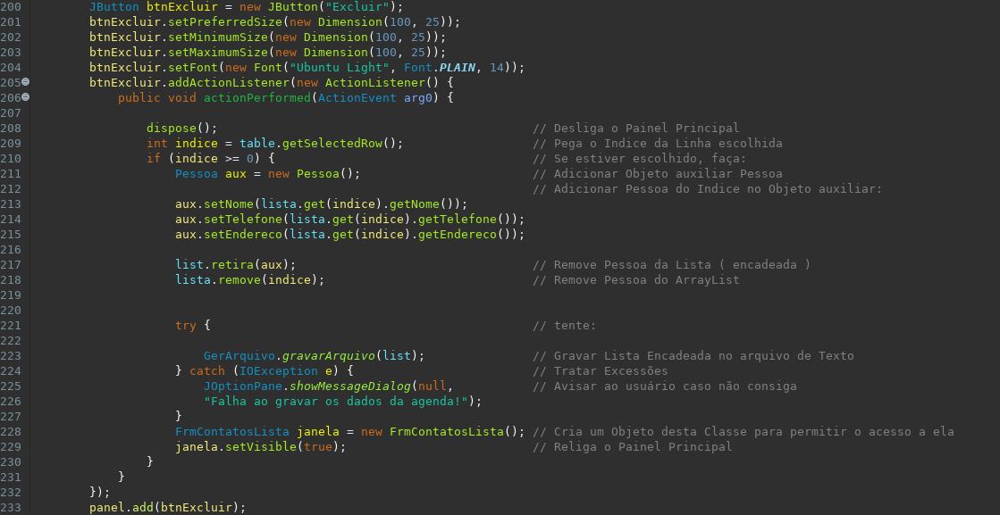 200 JButton btnExcluir = new JButton("Excluir");
201 btnExcluir.setPreferredSize(new Dimension(100, 25));
202 btnExcluir.setMinimumSize(new Dimension(100, 25));
203 btnExcluir.setMaximumSize(new Dimension(100, 25));
204 btnExcluir.setFont(new Font("Ubuntu Light", Font.PLAIN, 14));
205 btnExcluir.addActionListener(new ActionListener() {
206 public void actionPerformed(ActionEvent arg0) {
207
208 dispose(); // Desliga o Painel Principal
209 int indice = table.getSelectedRow(); // Pega o Indice da Linha escolhida
210 if (indice >= 0) { // Se estiver escolhido, faça:
211 Pessoa aux = new Pessoa(); // Adicionar Objeto auxiliar Pessoa
212 // Adicionar Pessoa do Indice no Objeto auxiliar:
213 aux.setNome(lista.get(indice).getNome());
214 aux.setTelefone(lista.get(indice).getTelefone());
215 aux.setEndereco(lista.get(indice).getEndereco());
216
217 list.retira(aux); // Remove Pessoa da Lista ( encadeada )
218 lista.remove(indice); // Remove Pessoa do ArrayList
219
220
221 try { // tente:
222
223 GerArquivo.gravarArquivo(list); // Gravar Lista Encadeada no arquivo de Texto
224 } catch (IOException e) { // Tratar Excessões
225 JOptionPane.showMessageDialog(null, // Avisar ao usuário caso não consiga
226 "Falha ao gravar os dados da agenda!");
227 }
228 FrmContatosLista janela = new FrmContatosLista(); // Cria um Objeto desta Classe para permitir o acesso a ela
229 janela.setVisible(true); // Religa o Painel Principal
230 }
231 }
232 });
233 panel.add(btnExcluir);